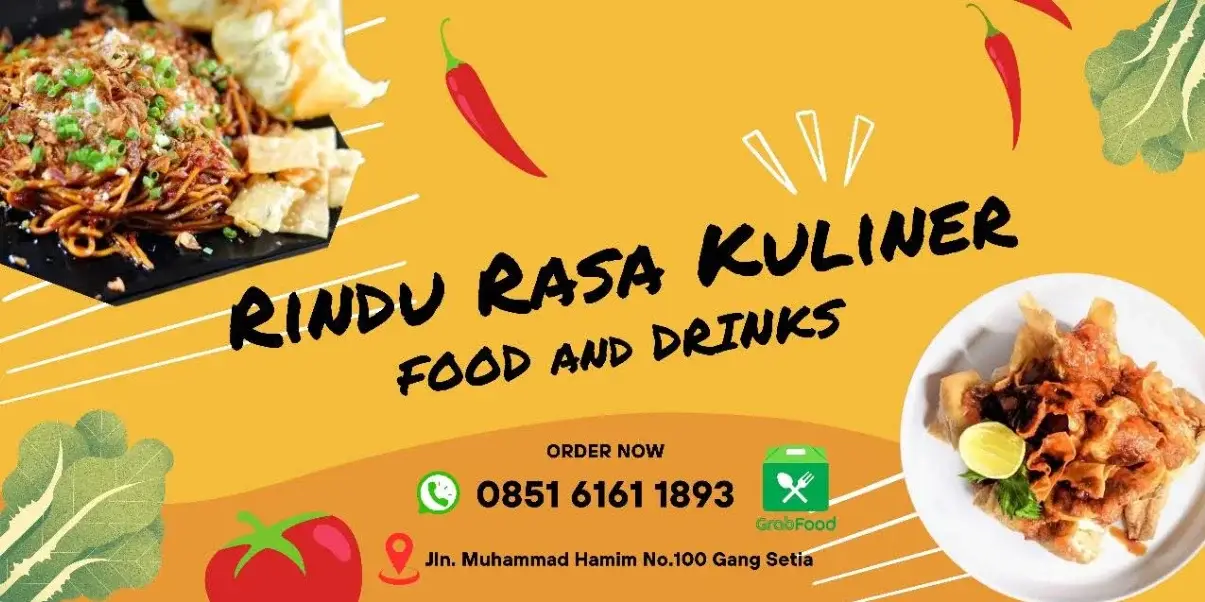 Rindu Rasa Kuliner
FOOD AND DRINKS
ORDER NOW
0851 6161 1893
GrabFood
Jln. Muhammad Hamim No.100 Gang Setia